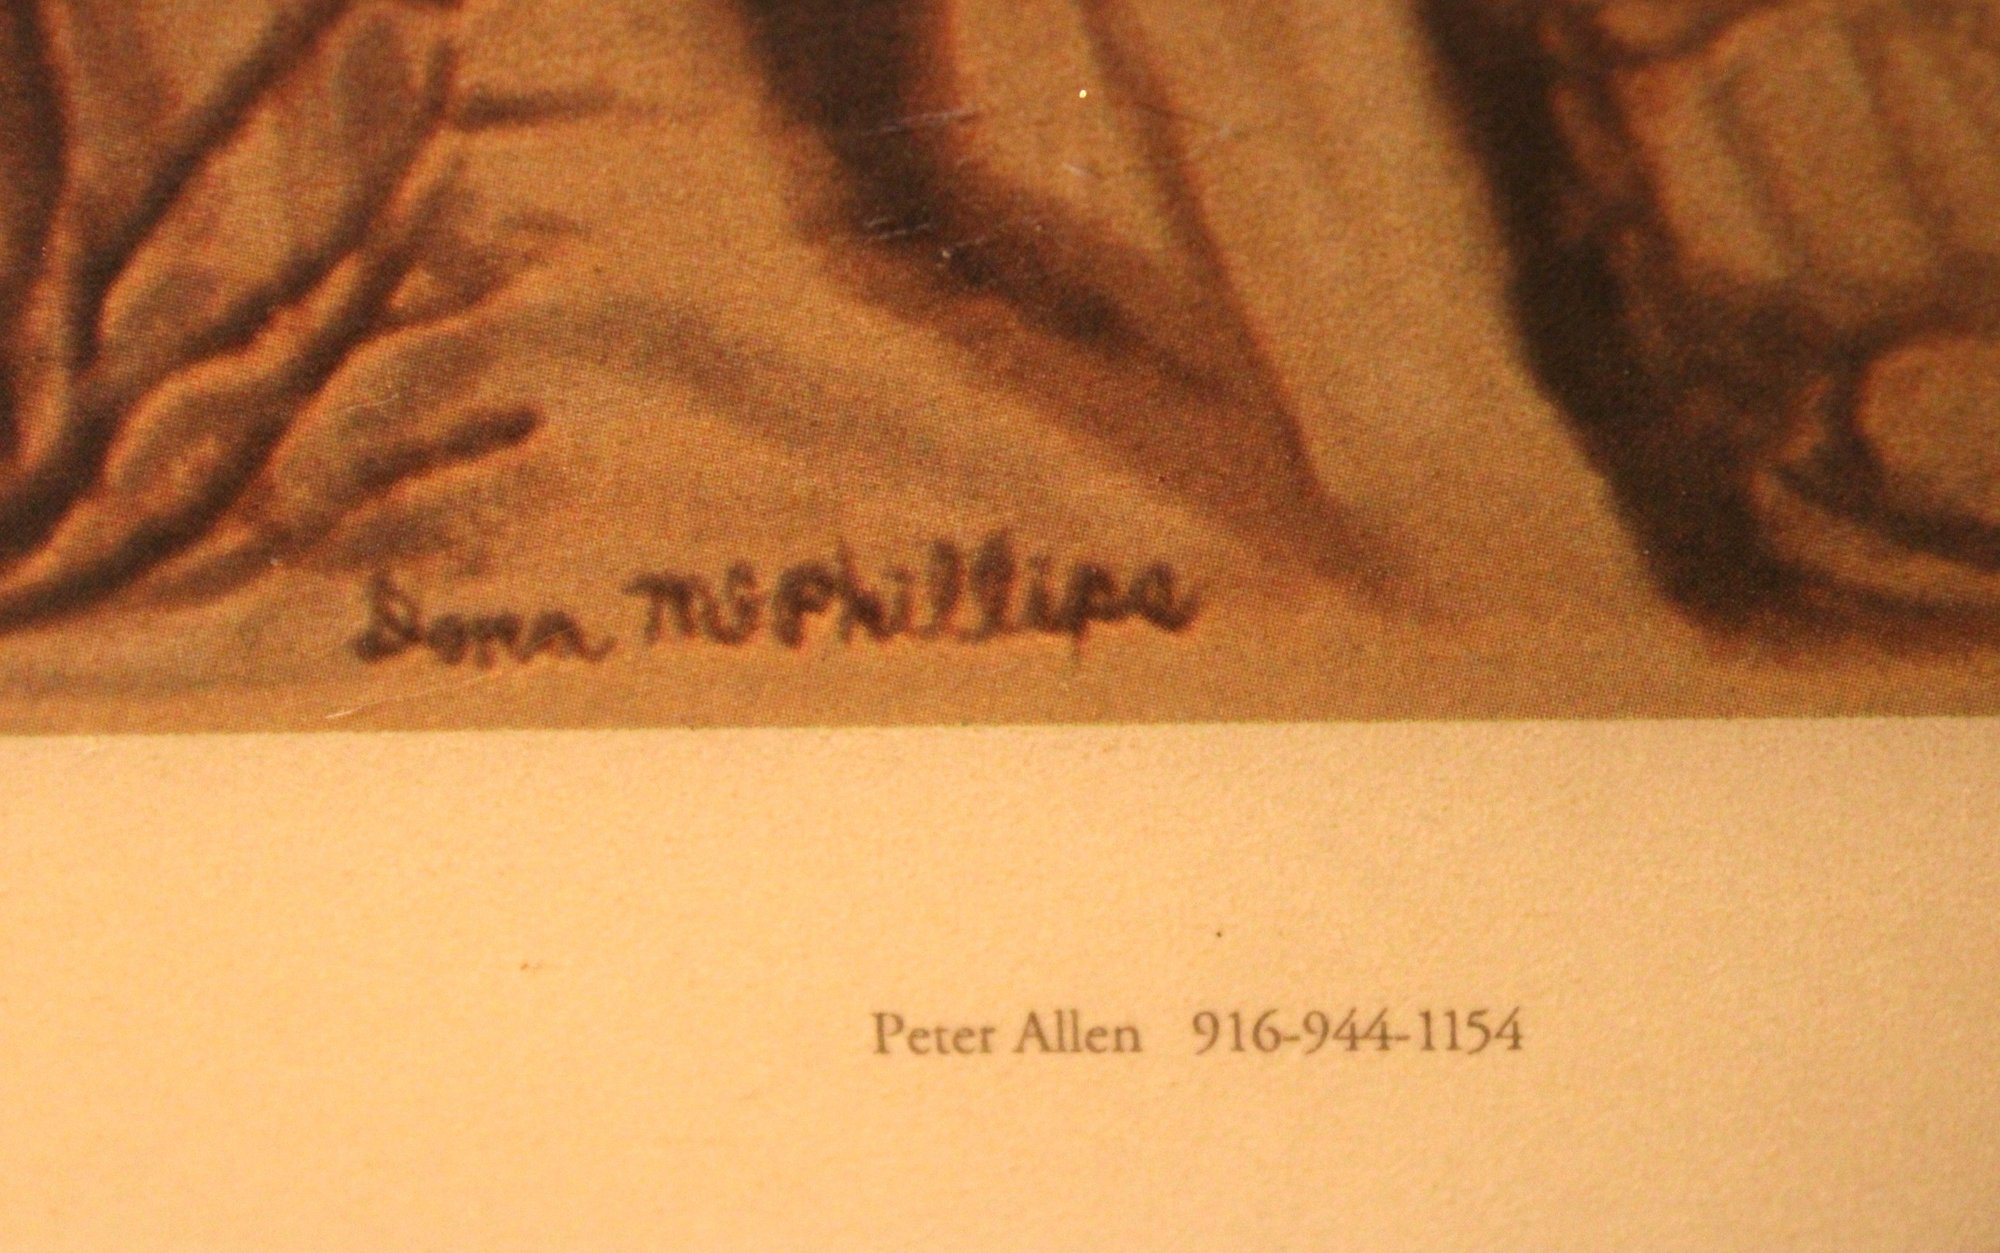 Dona McPhillips
Peter Allen 916-944-1154